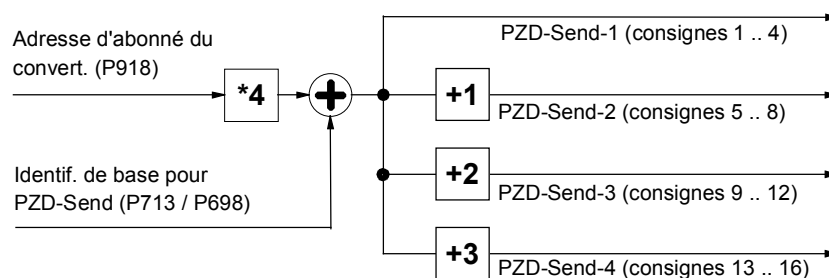 PZD-Send-1 (consignes 1 .. 4)
Adresse d'abonné du
convert. (P918)
*4
+
+1
PZD-Send-2 (consignes 5 .. 8)
Identif. de base pour
PZD-Send (P713 / P698)
+2
PZD-Send-3 (consignes 9 .. 12)
+3
PZD-Send-4 (consignes 13 .. 16)